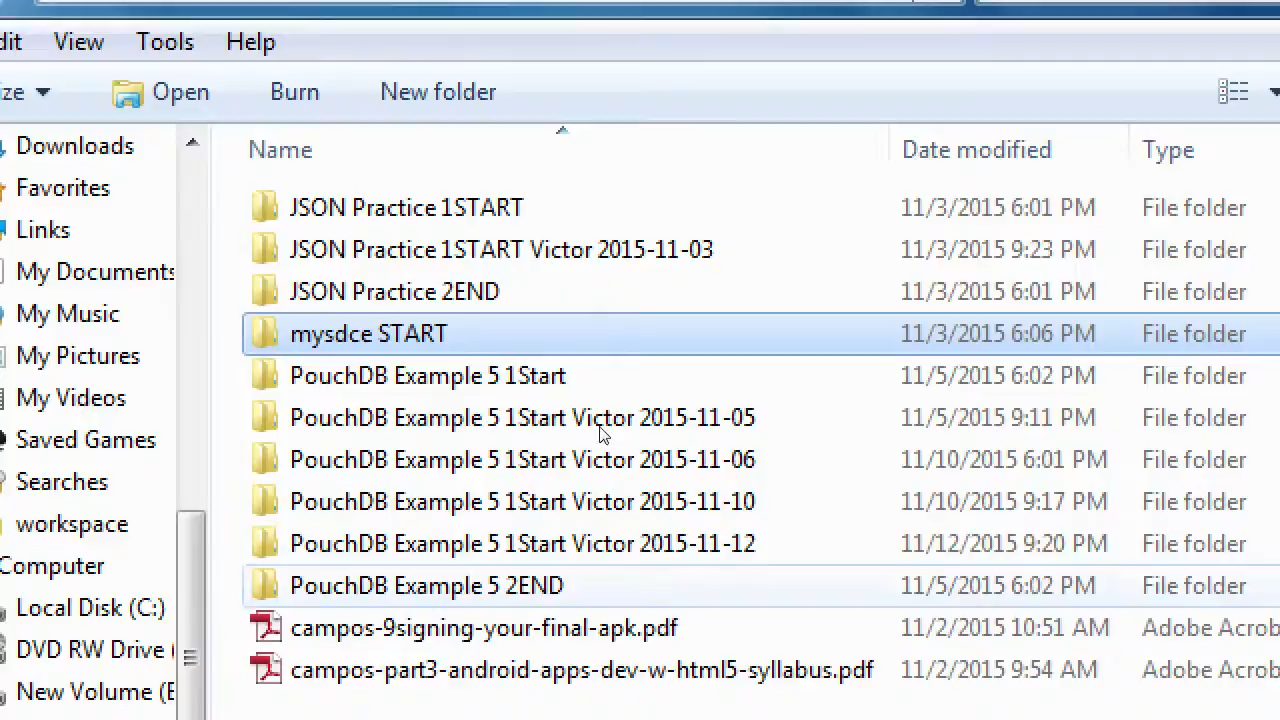 dit View Tools Help
ize Open Burn New folder
Downloads
Favorites
Links
My Documents
My Music
My Pictures
My Videos
Saved Games
Searches
workspace
Computer
Local Disk (C:)
DVD RW Drive (
New Volume (E
Name Date modified Type
JSON Practice 1START 11/3/2015 6:01 PM File folder
JSON Practice 1START Victor 2015-11-03 11/3/2015 9:23 PM File folder
JSON Practice 2END 11/3/2015 6:01 PM File folder
mysdce START 11/3/2015 6:06 PM File folder
PouchDB Example 5 1Start 11/5/2015 6:02 PM File folder
PouchDB Example 5 1Start Victor 2015-11-05 11/5/2015 9:11 PM File folder
PouchDB Example 5 1Start Victor 2015-11-06 11/10/2015 6:01 PM File folder
PouchDB Example 5 1Start Victor 2015-11-10 11/10/2015 9:17 PM File folder
PouchDB Example 5 1Start Victor 2015-11-12 11/12/2015 9:20 PM File folder
PouchDB Example 5 2END 11/5/2015 6:02 PM File folder
campos-9signing-your-final-apk.pdf 11/2/2015 10:51 AM Adobe Acrob
campos-part3-android-apps-dev-w-html5-syllabus.pdf 11/2/2015 9:54 AM Adobe Acrob